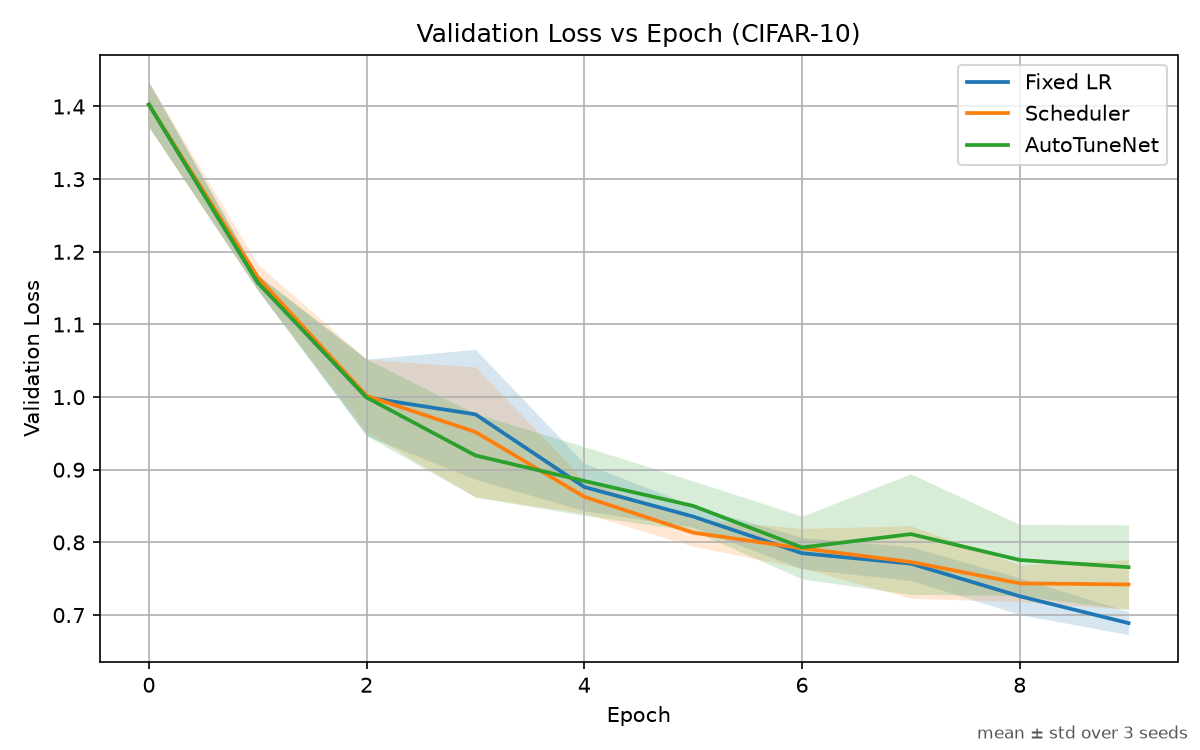 Validation Loss vs Epoch (CIFAR-10)
Fixed LR
Scheduler
AutoTuneNet
Validation Loss
1.4
1.3
1.2
1.1
1.0
0.9
0.8
0.7
0 2 4 6 8
Epoch
mean ± std over 3 seeds